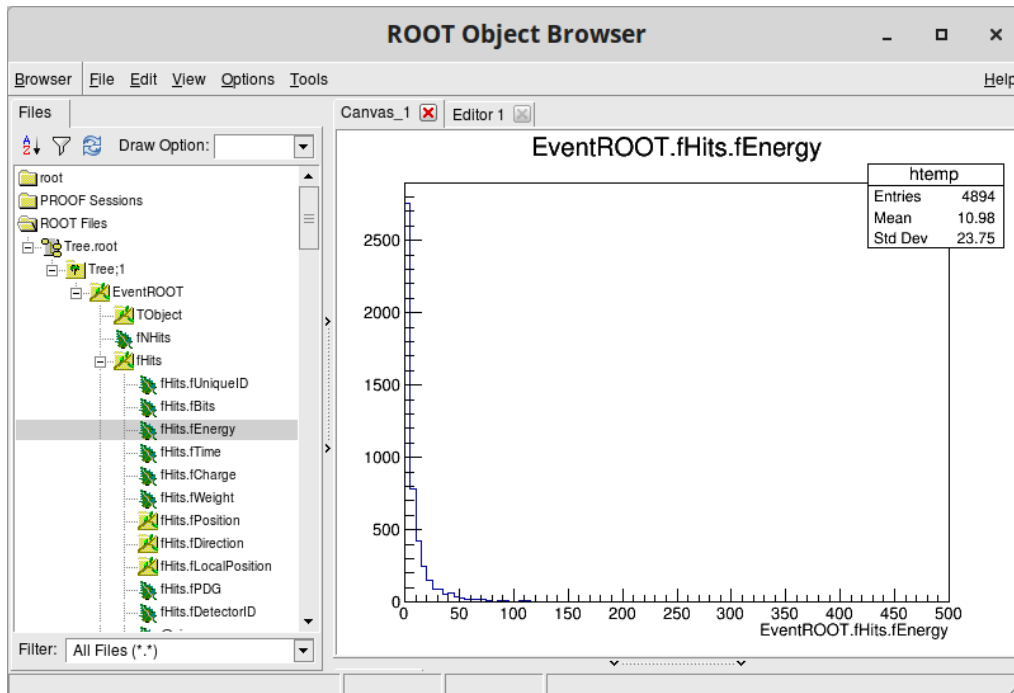 ROOT Object Browser
Browser File Edit View Options Tools Help
Files
Draw Option:
root
PROOF Sessions
ROOT Files
Tree.root
Tree;1
EventROOT
TObject
fNHits
fHits
fHits.fUniqueID
fHits.fBits
fHits.fEnergy
fHits.fTime
fHits.fCharge
fHits.fWeight
fHits.fPosition
fHits.fDirection
fHits.fLocalPosition
fHits.fPDG
fHits.fDetectorID
Filter: All Files (*.*)
Canvas_1 Editor 1
EventROOT.fHits.fEnergy
htemp
Entries 4894
Mean 10.98
Std Dev 23.75
2500
2000
1500
1000
500
0
0 50 100 150 200 250 300 350 400 450 500
EventROOT.fHits.fEnergy